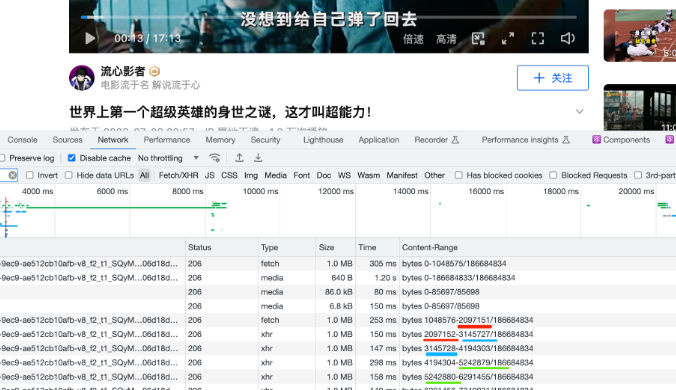 没想到给自己弹了回去
00:13 / 17:13
倍速 高清
流心影者
电影流于名 解说流于心
+ 关注
世界上第一个超级英雄的身世之谜，这才叫超能力！
Console Sources Network Performance Memory Security Lighthouse Application Recorder Performance insights Components
Preserve log Disable cache No throttling
Invert Hide data URLs All Fetch/XHR JS CSS Img Media Font Doc WS Wasm Manifest Other Has blocked cookies Blocked Requests 3rd-part
4000 ms 6000 ms 8000 ms 10000 ms 12000 ms 14000 ms 16000 ms 18000 ms 20000 ms
Status Type Size Time Content-Range
-9ec9-ae512cb10afb-v8_f2_t1_SQyM...06d18d... 206 fetch 1.0 MB 305 ms bytes 0-1048575/186684834
-9ec9-ae512cb10afb-v8_f2_t1_SQyM...06d18d... 206 media 640 B 1.20 s bytes 0-186684833/186684834
206 media 86.0 kB 80 ms bytes 0-85697/85698
206 media 6.8 kB 150 ms bytes 0-85697/85698
-9ec9-ae512cb10afb-v8_f2_t1_SQyM...06d18d... 206 fetch 1.0 MB 253 ms bytes 1048576-2097151/186684834
-9ec9-ae512cb10afb-v8_f2_t1_SQyM...06d18d... 206 xhr 1.0 MB 150 ms bytes 2097152-3145727/186684834
-9ec9-ae512cb10afb-v8_f2_t1_SQyM...06d18d... 206 xhr 1.0 MB 147 ms bytes 3145728-4194303/186684834
-9ec9-ae512cb10afb-v8_f2_t1_SQyM...06d18d... 206 xhr 1.0 MB 298 ms bytes 4194304-5242879/186684834
-9ec9-ae512cb10afb-v8_f2_t1_SQyM...06d18d... 206 xhr 1.0 MB 158 ms bytes 5242880-6291455/186684834